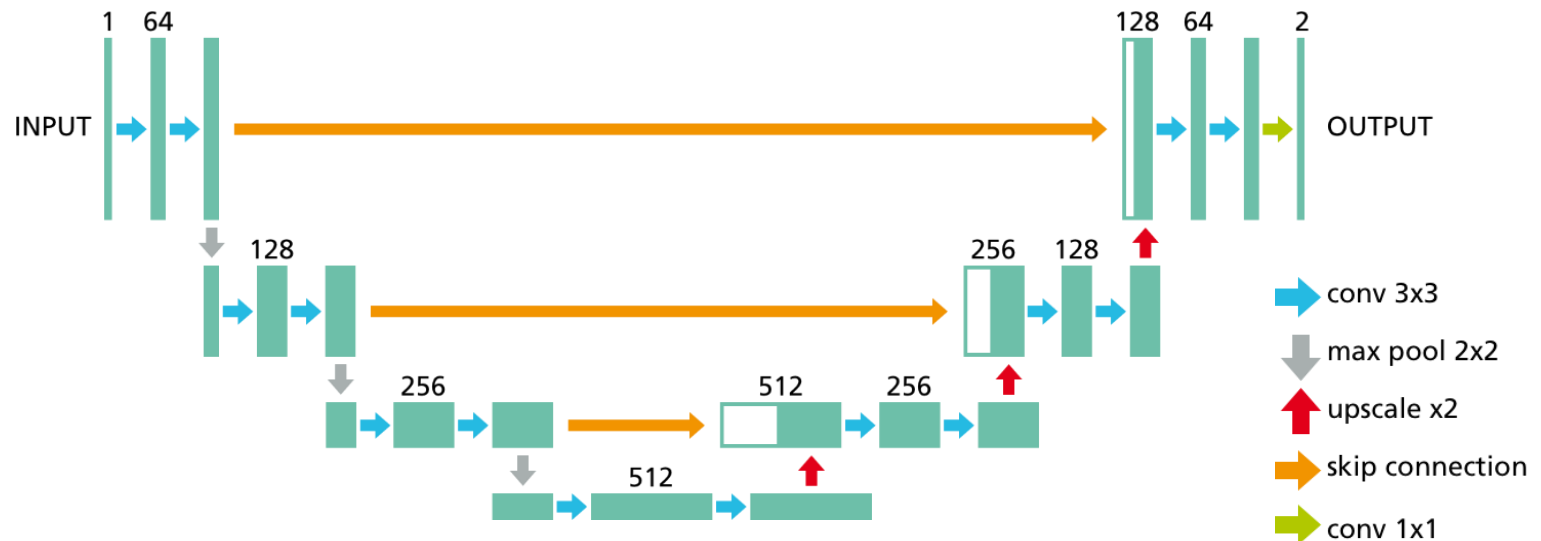 1 64
128 64 2
INPUT
OUTPUT
128
256 128
256
512 256
512
conv 3x3
max pool 2x2
upscale x2
skip connection
conv 1x1